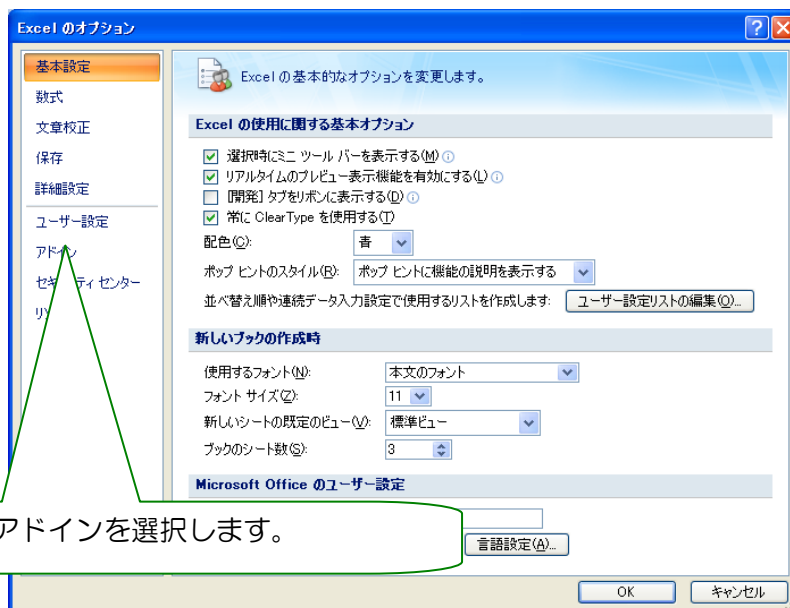 Excel のオプション
基本設定
数式
文章校正
保存
詳細設定
ユーザー設定
アドイン
センター
Excel の基本的なオプションを変更します。
Excel の使用に関する基本オプション
選択時にミニ ツール バーを表示する(M)
リアルタイムのプレビュー表示機能を有効にする(L)
[開発] タブをリボンに表示する(D)
常に ClearType を使用する(T)
配色(C): 青
ポップ ヒントのスタイル(R): ポップ ヒントに機能の説明を表示する
並べ替え順や連続データ入力設定で使用するリストを作成します: ユーザー設定リストの編集(O)...
新しいブックの作成時
使用するフォント(N): 本文のフォント
フォント サイズ(Z): 11
新しいシートの既定のビュー(V): 標準ビュー
ブックのシート数(S): 3
Microsoft Office のユーザー設定
アドインを選択します。
言語設定(A)...
OK キャンセル